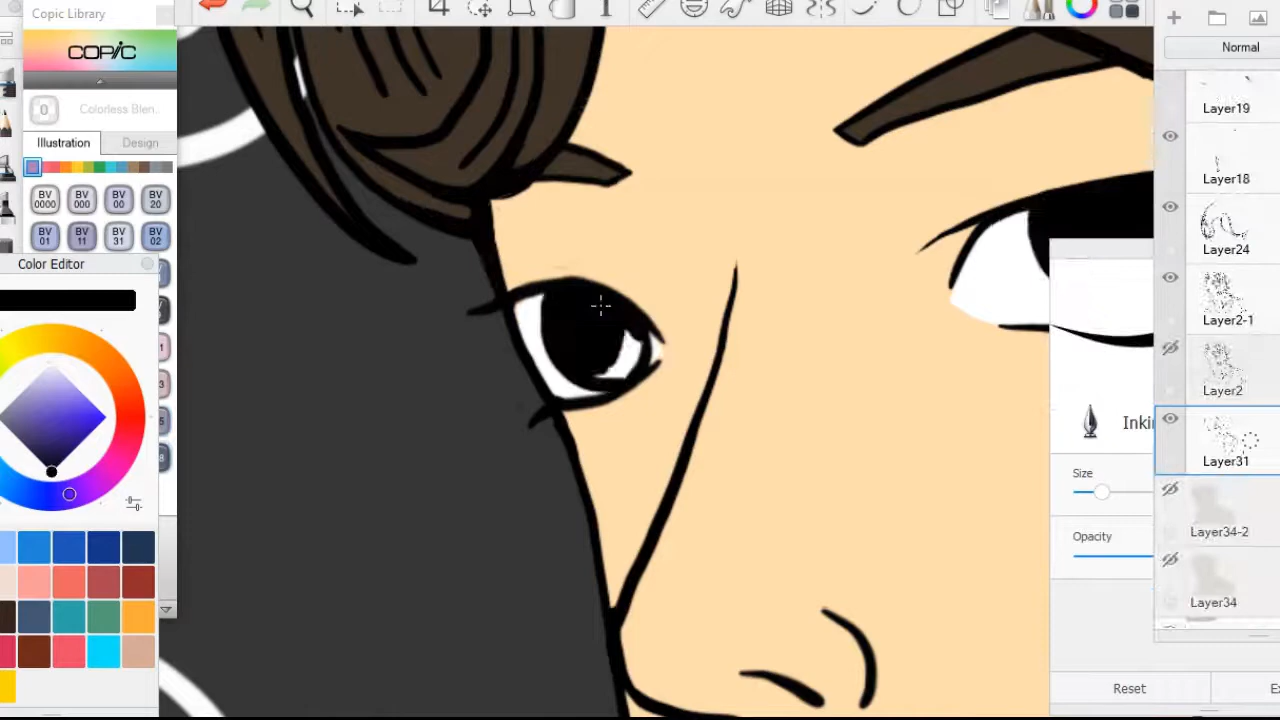 Copic Library
COPIC
0
Colorless Blen..
Illustration
Design
BV
0000
BV
000
BV
00
BV
20
BV
01
BV
11
BV
31
BV
02
Color Editor
Normal
Layer19
Layer18
Layer24
Layer2-1
Layer2
Layer31
Layer34-2
Layer34
Inki
Size
Opacity
Reset